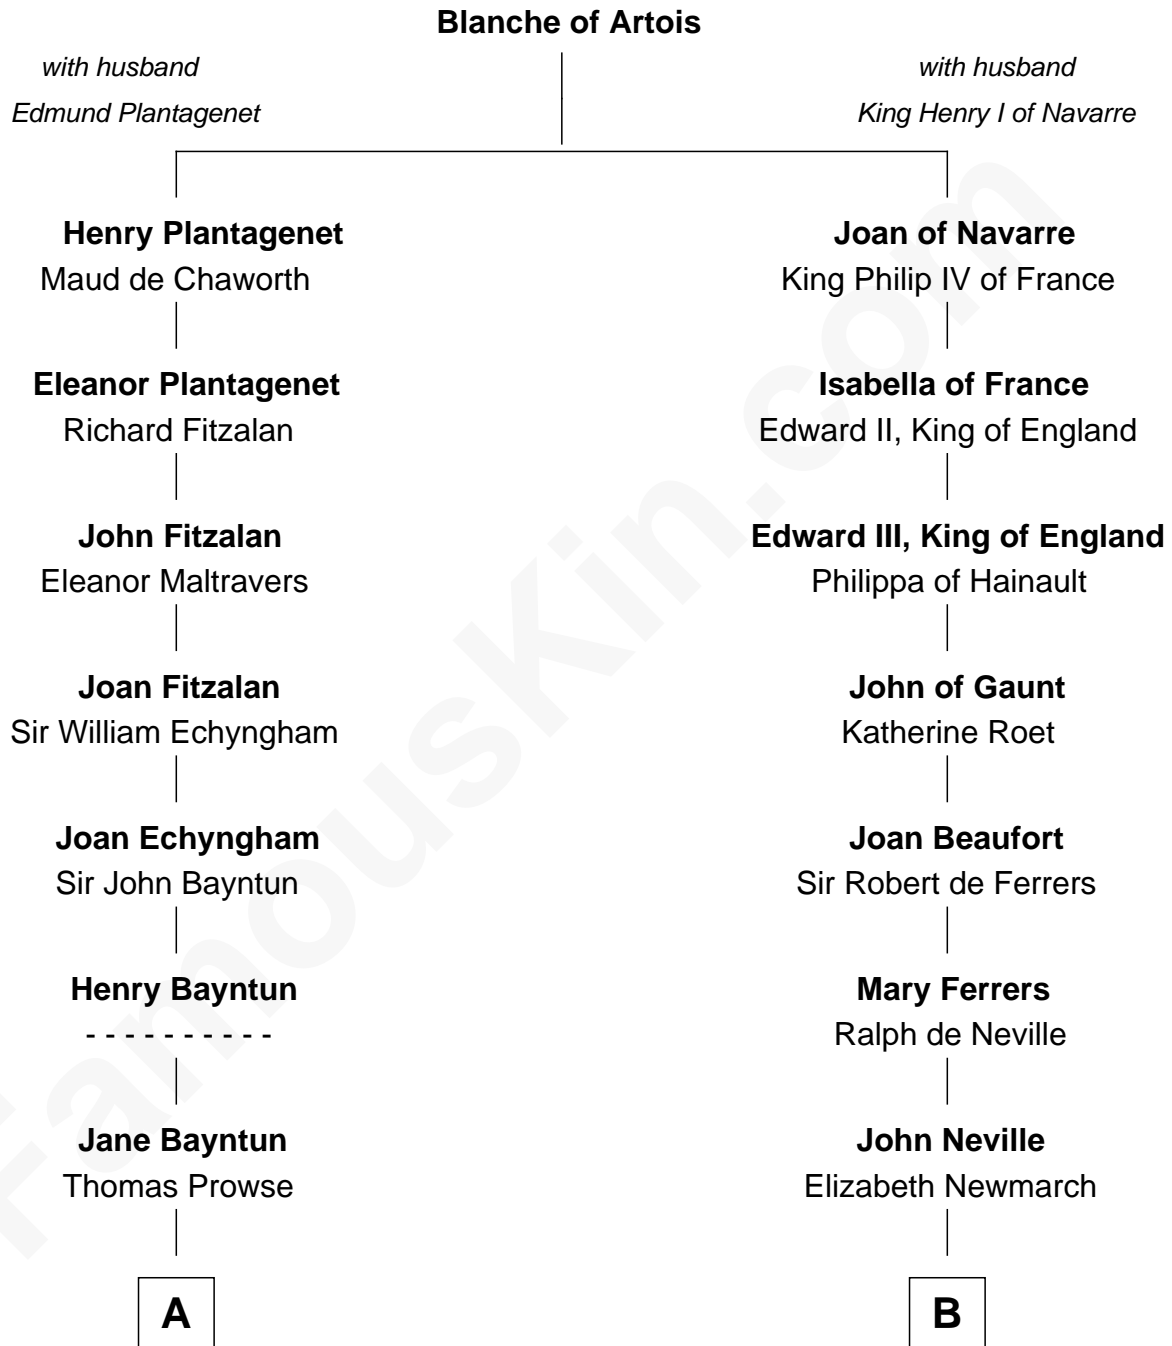 Blanche of Artois
with husband
Edmund Plantagenet
with husband
King Henry I of Navarre
Henry Plantagenet
Maud de Chaworth
Eleanor Plantagenet
Richard Fitzalan
John Fitzalan
Eleanor Maltravers
Joan Fitzalan
Sir William Echyngham
Joan Echyngham
Sir John Bayntun
Henry Bayntun
- - - - - - - - - -
Jane Bayntun
Thomas Prowse
A
Joan of Navarre
King Philip IV of France
Isabella of France
Edward II, King of England
Edward III, King of England
Philippa of Hainault
John of Gaunt
Katherine Roet
Joan Beaufort
Sir Robert de Ferrers
Mary Ferrers
Ralph de Neville
John Neville
Elizabeth Newmarch
B
FamousKin.com